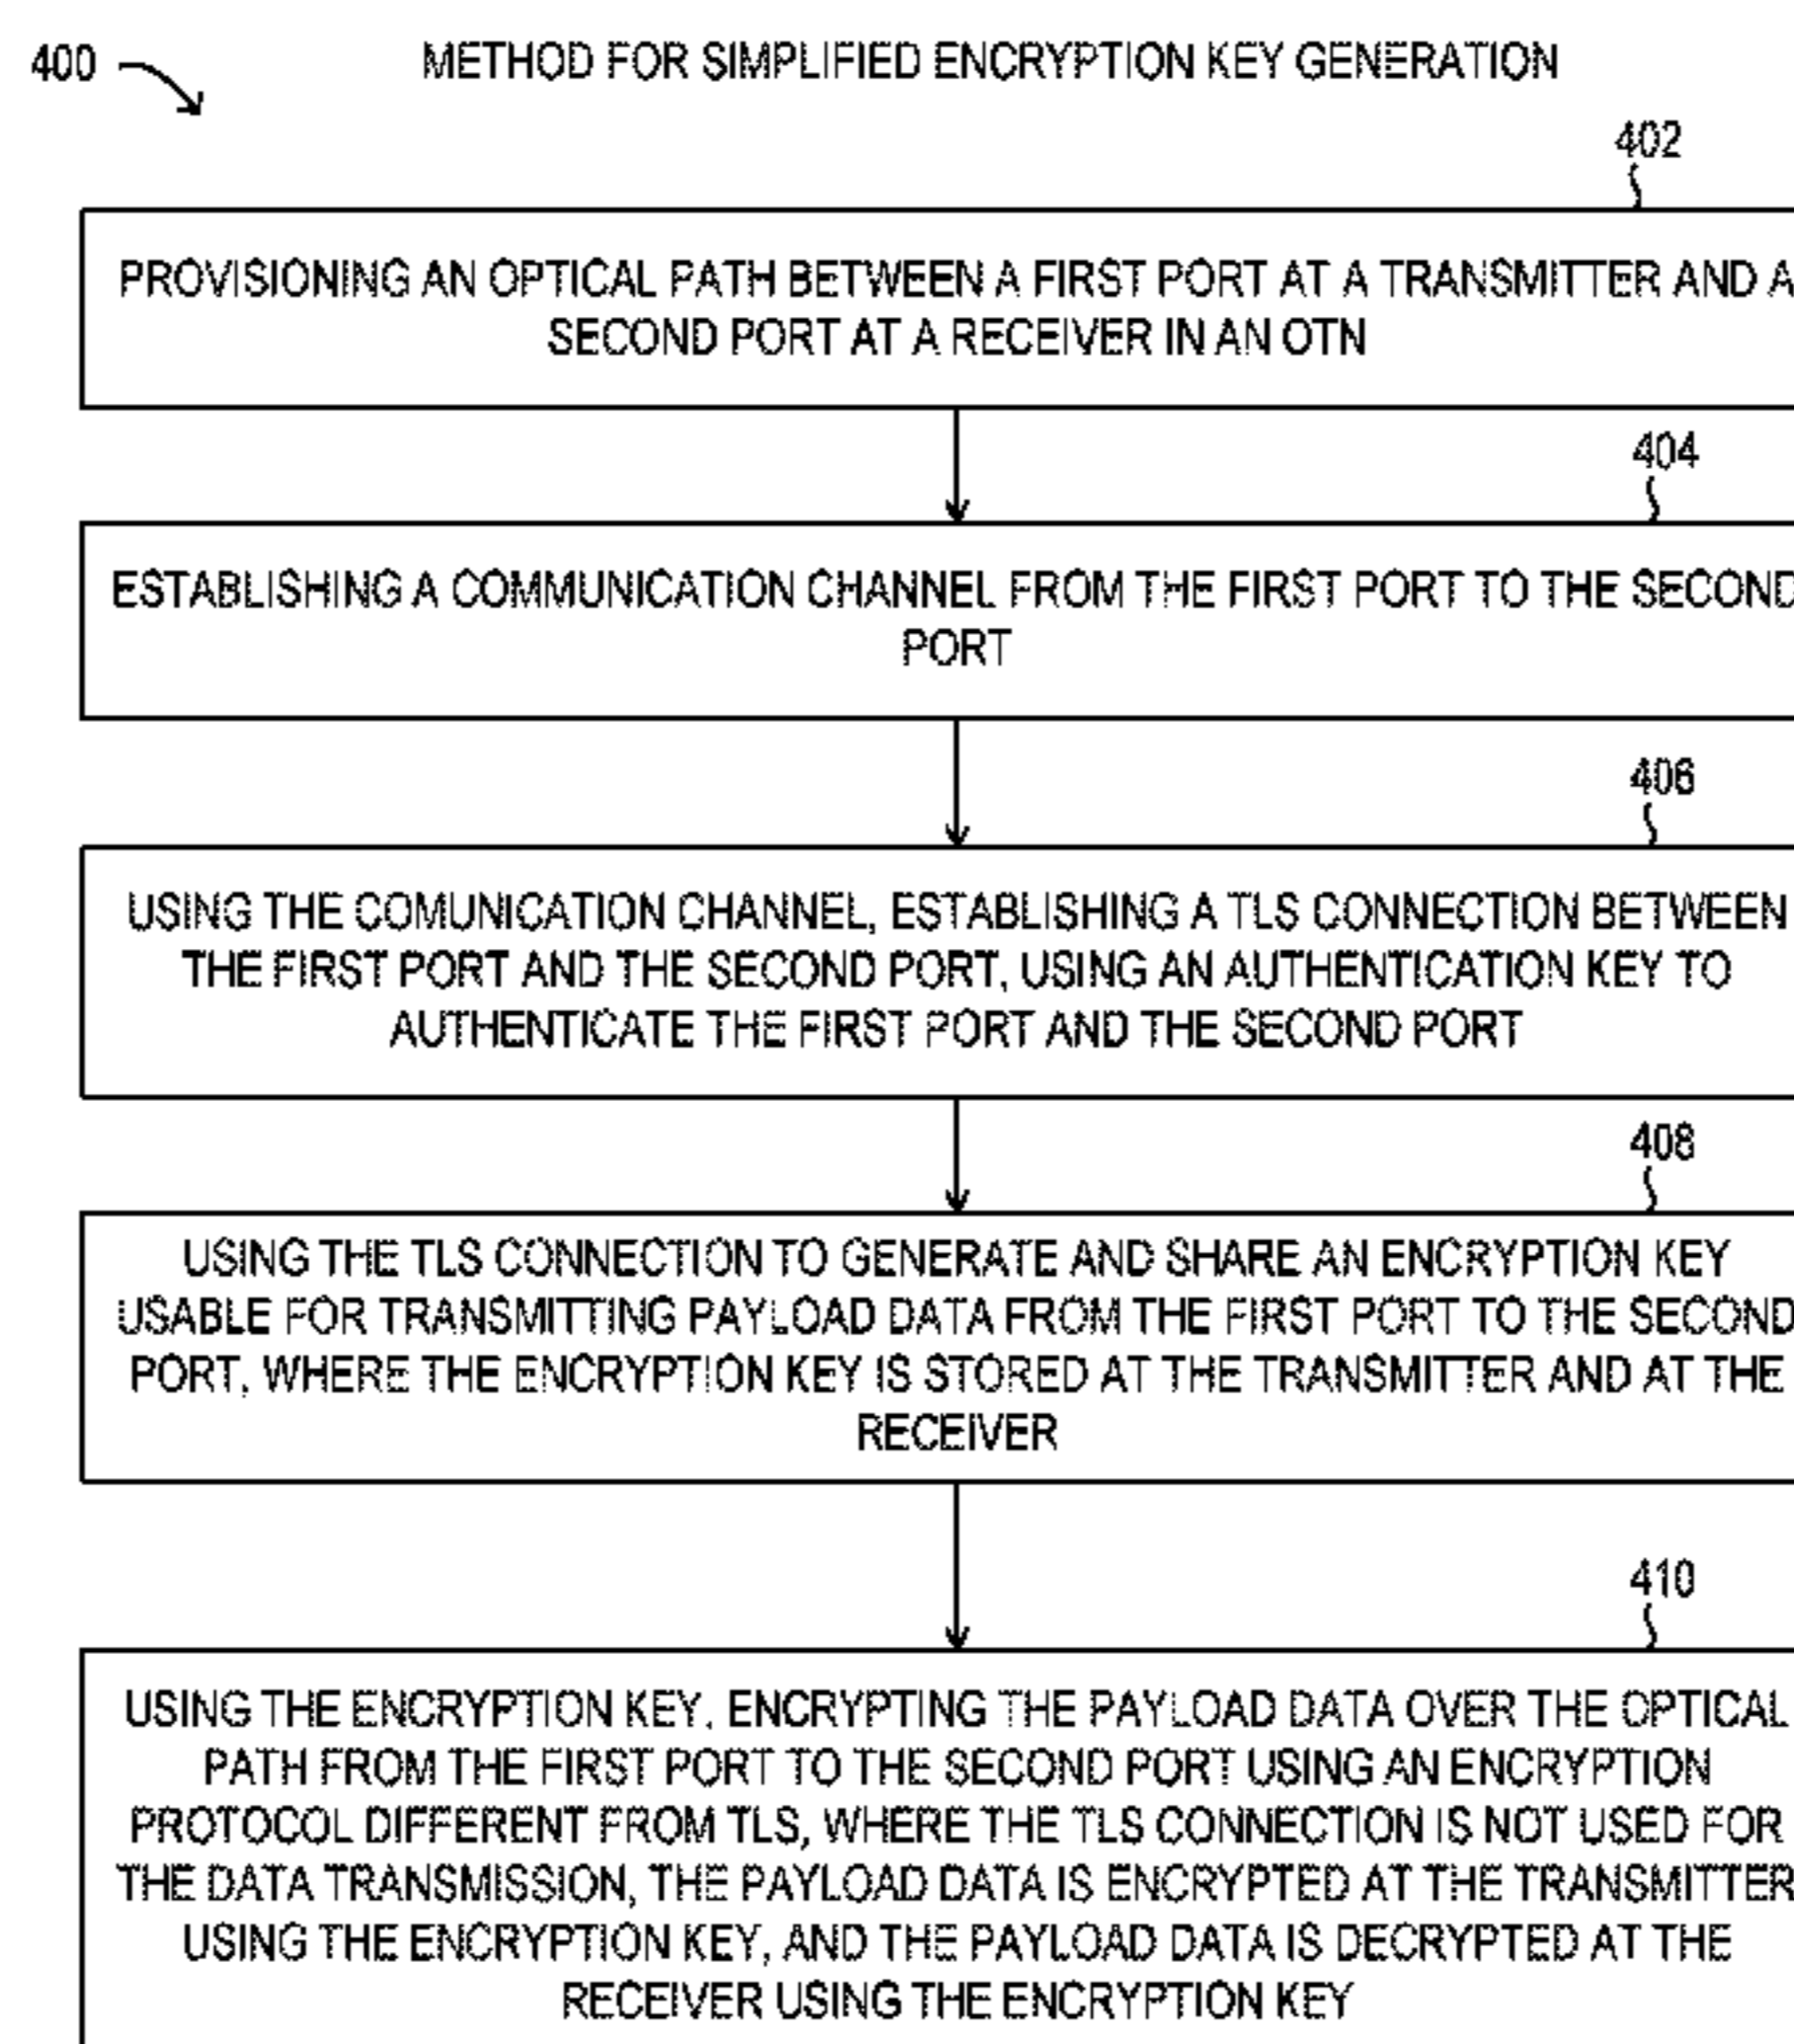 400
METHOD FOR SIMPLIFIED ENCRYPTION KEY GENERATION
402
PROVISIONING AN OPTICAL PATH BETWEEN A FIRST PORT AT A TRANSMITTER AND A
SECOND PORT AT A RECEIVER IN AN OTN
404
ESTABLISHING A COMMUNICATION CHANNEL FROM THE FIRST PORT TO THE SECOND
PORT
406
USING THE COMUNICATION CHANNEL, ESTABLISHING A TLS CONNECTION BETWEEN
THE FIRST PORT AND THE SECOND PORT, USING AN AUTHENTICATION KEY TO
AUTHENTICATE THE FIRST PORT AND THE SECOND PORT
408
USING THE TLS CONNECTION TO GENERATE AND SHARE AN ENCRYPTION KEY
USABLE FOR TRANSMITTING PAYLOAD DATA FROM THE FIRST PORT TO THE SECOND
PORT, WHERE THE ENCRYPTION KEY IS STORED AT THE TRANSMITTER AND AT THE
RECEIVER
410
USING THE ENCRYPTION KEY, ENCRYPTING THE PAYLOAD DATA OVER THE OPTICAL
PATH FROM THE FIRST PORT TO THE SECOND PORT USING AN ENCRYPTION
PROTOCOL DIFFERENT FROM TLS, WHERE THE TLS CONNECTION IS NOT USED FOR
THE DATA TRANSMISSION, THE PAYLOAD DATA IS ENCRYPTED AT THE TRANSMITTER
USING THE ENCRYPTION KEY, AND THE PAYLOAD DATA IS DECRYPTED AT THE
RECEIVER USING THE ENCRYPTION KEY